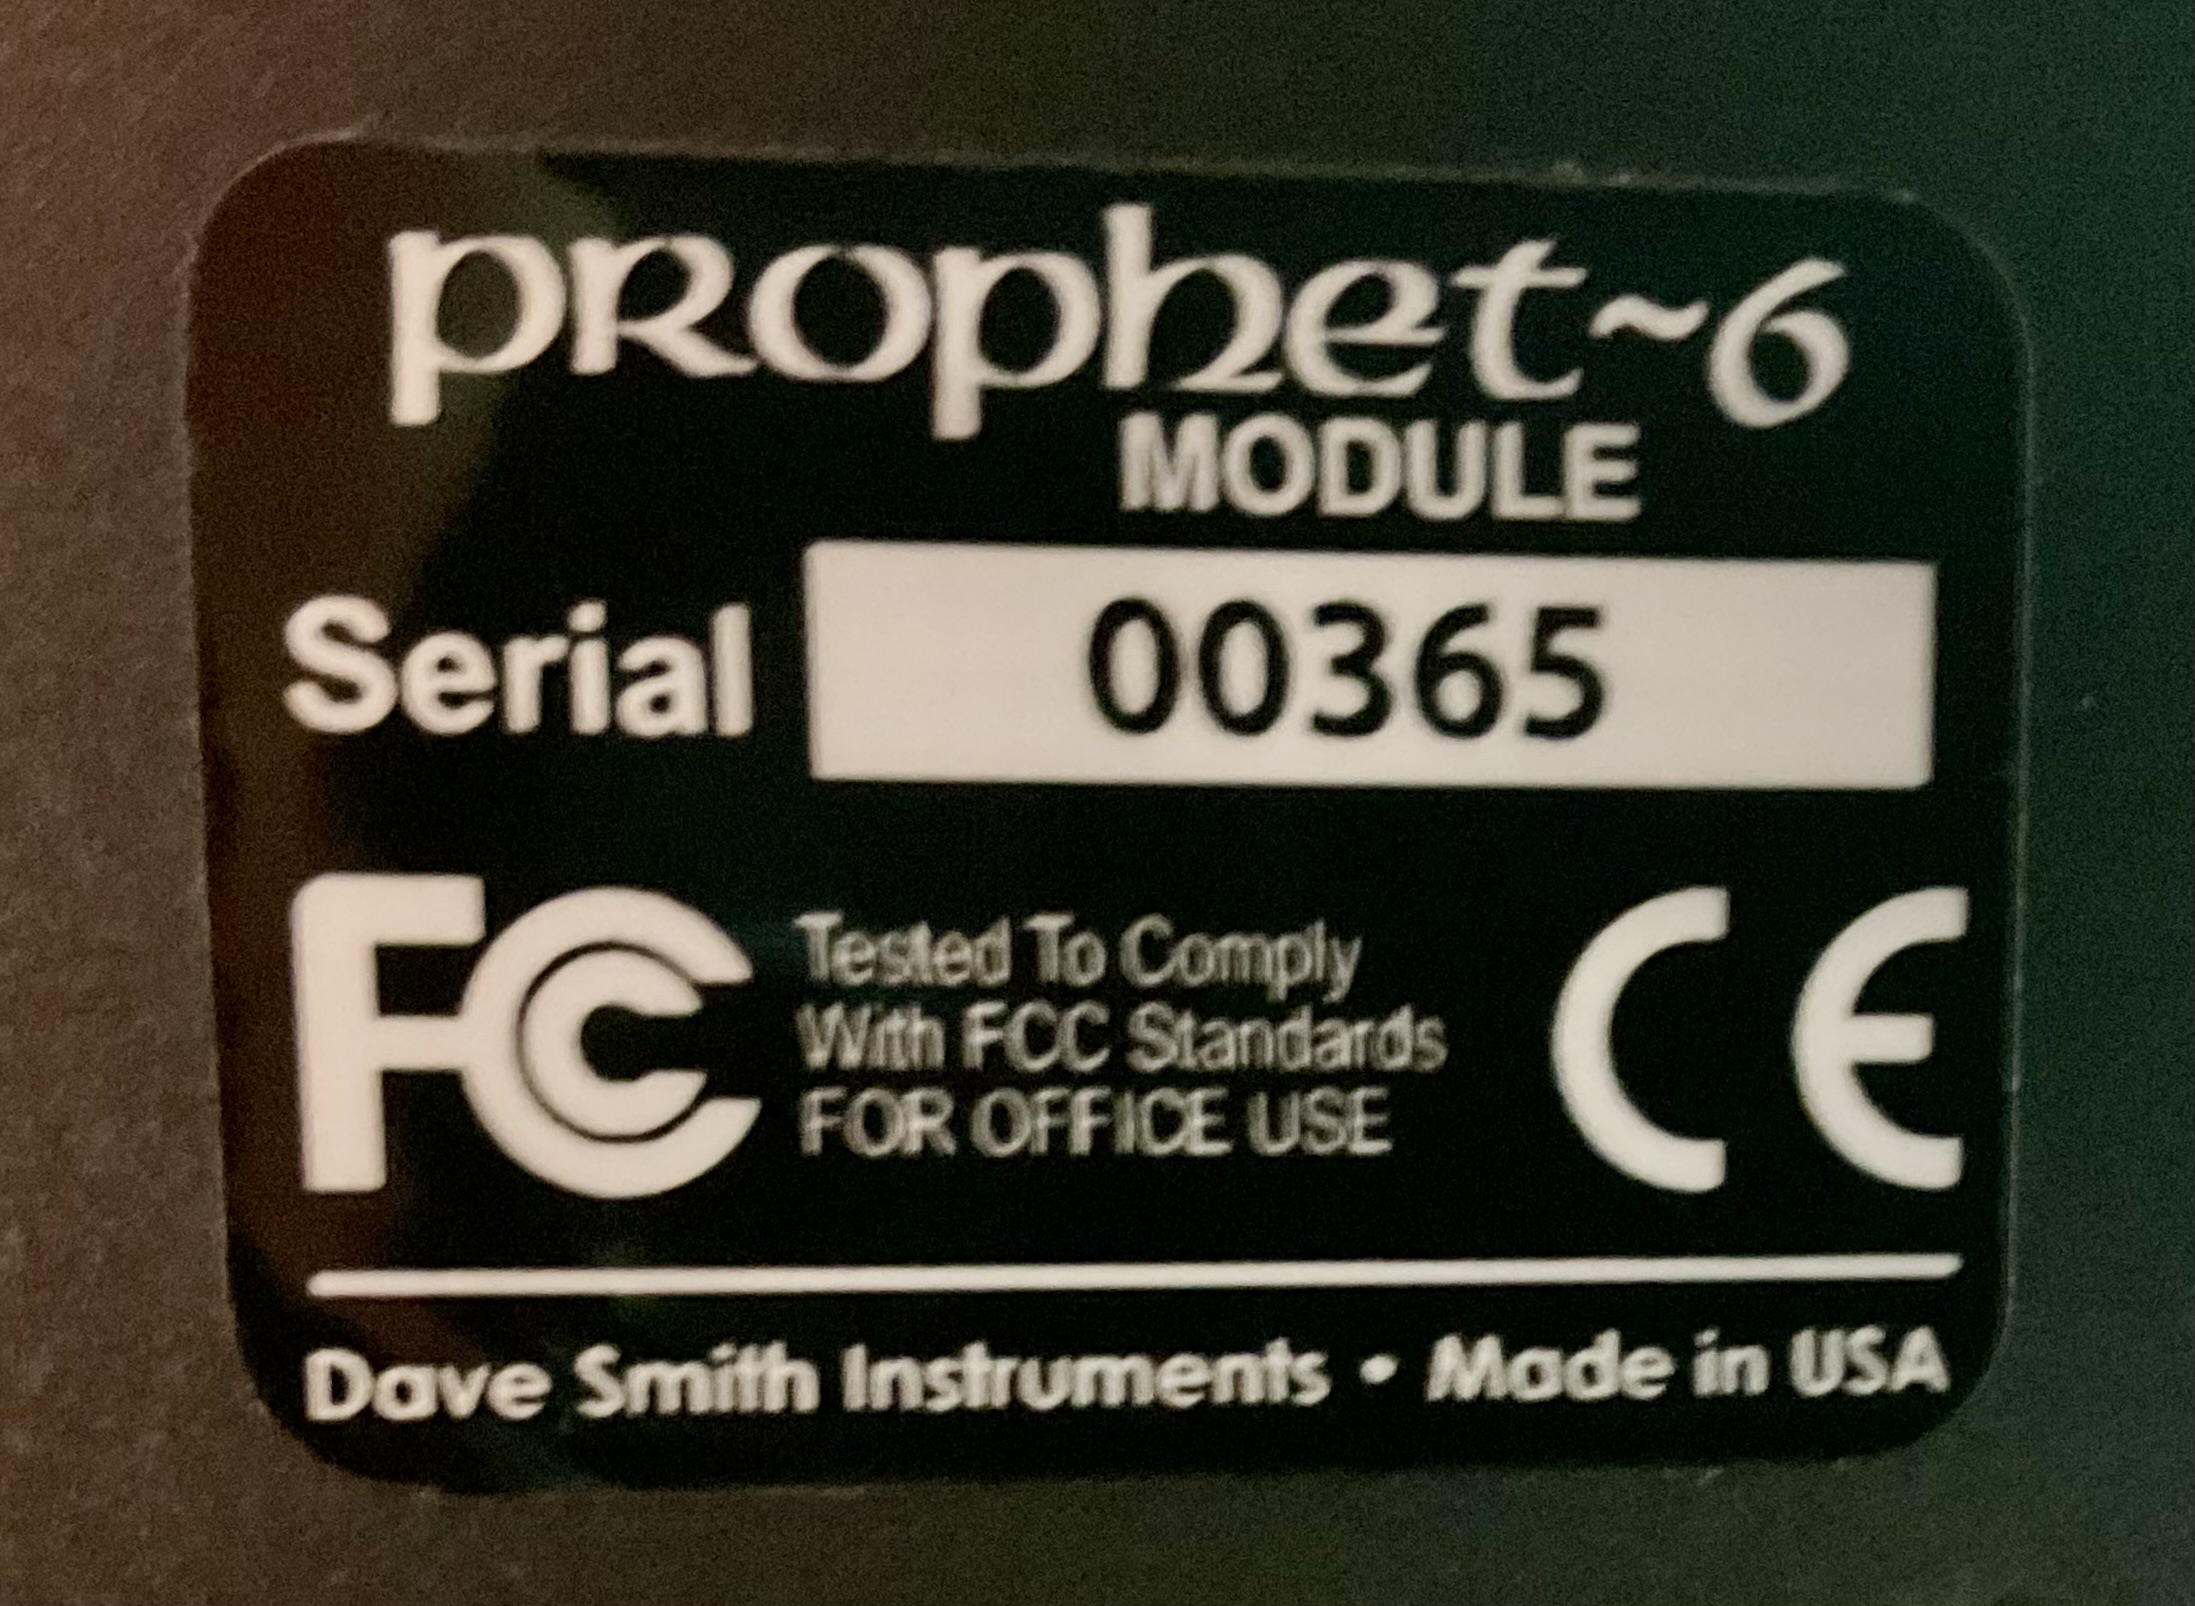 prophet~6
MODULE
Serial 00365
FC Tested To Comply
With FCC Standards
FOR OFFICE USE
CE
Dave Smith Instruments • Made in USA